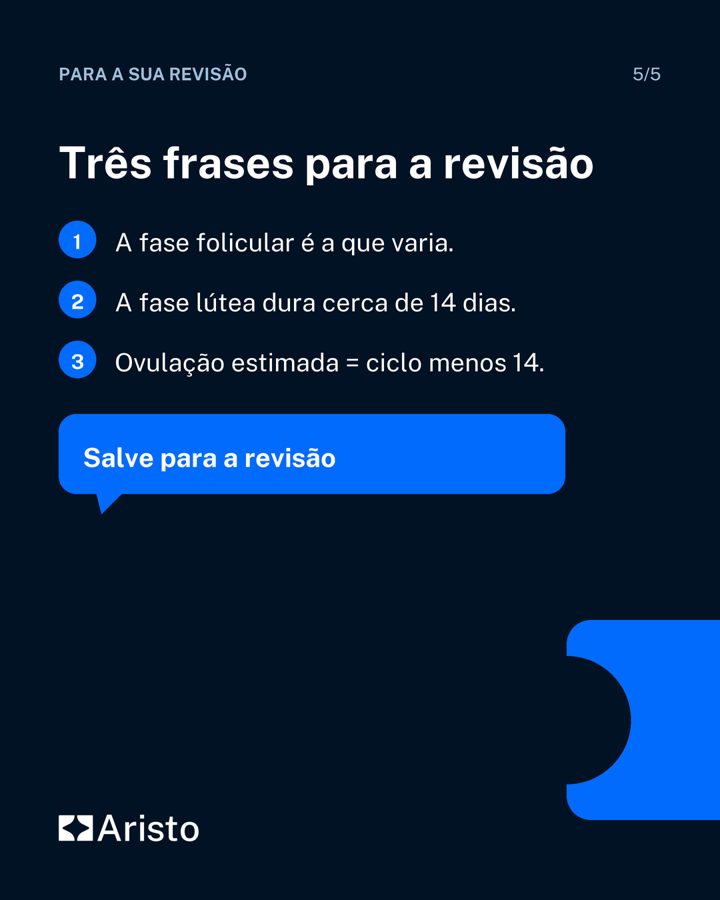 PARA A SUA REVISÃO
5/5
Três frases para a revisão
1 A fase folicular é a que varia.
2 A fase lútea dura cerca de 14 dias.
3 Ovulação estimada = ciclo menos 14.
Salve para a revisão
Aristo